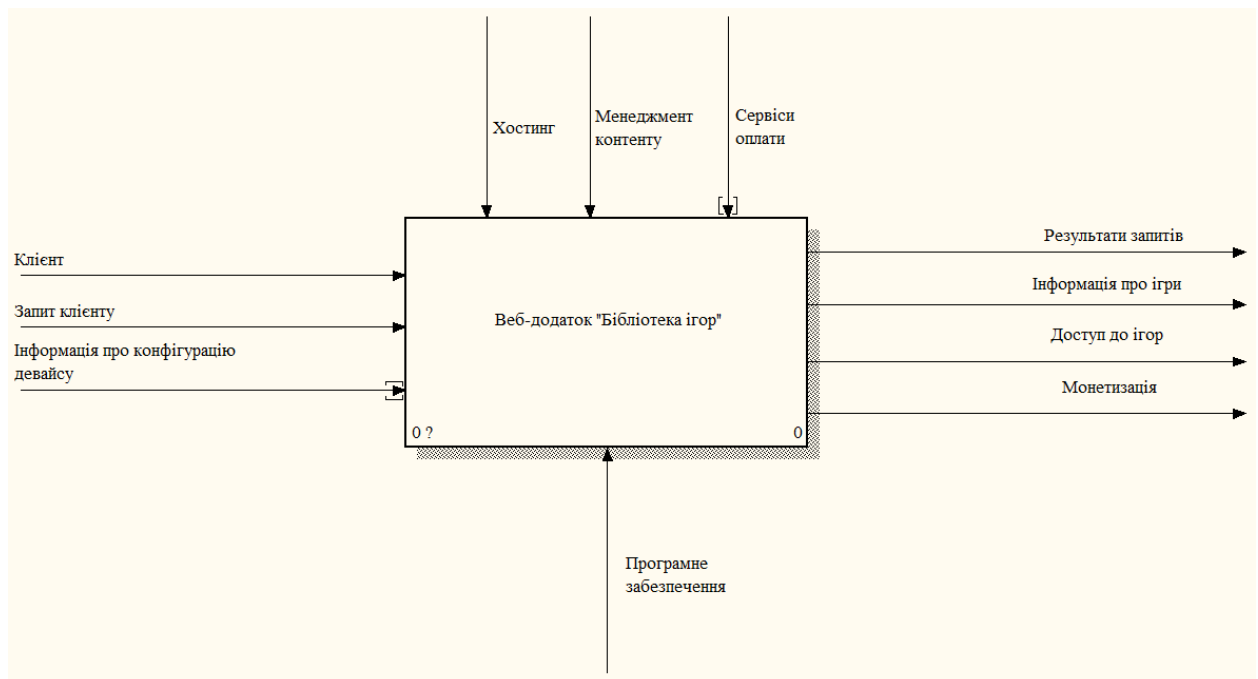 Хостинг
Менеджмент
контенту
Сервіси
оплати
Клієнт
Запит клієнту
Інформація про конфігурацію
девайсу
Веб-додаток "Бібліотека ігор"
0 ?
0
Результати запитів
Інформація про ігри
Доступ до ігор
Монетизація
Програмне
забезпечення